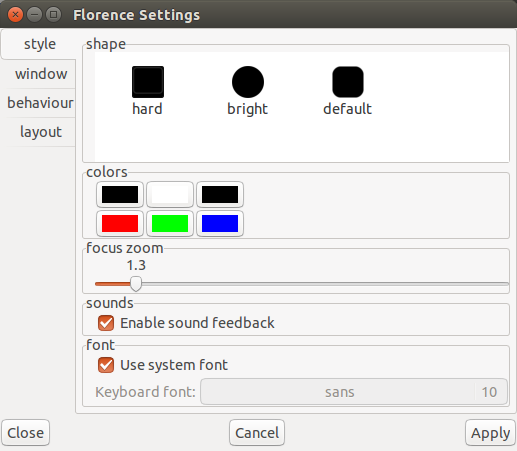 Florence Settings
style
window
behaviour
layout
shape
hard bright default
colors
focus zoom
1.3
sounds
Enable sound feedback
font
Use system font
Keyboard font: sans 10
Close Cancel Apply